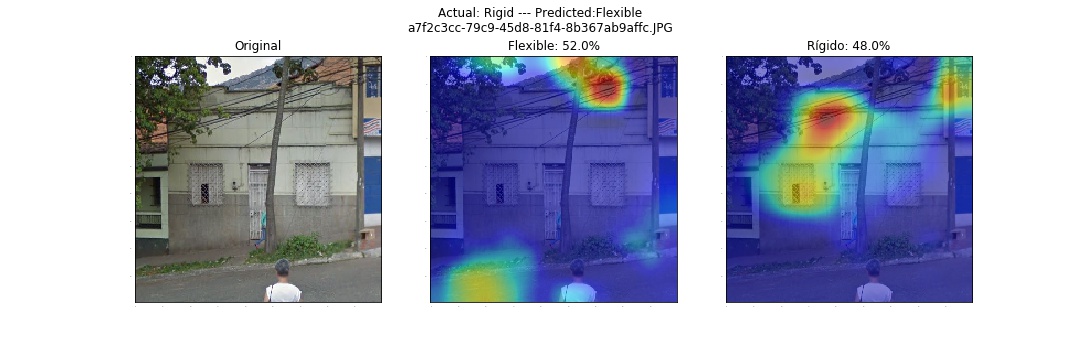 Actual: Rigid --- Predicted:Flexible
a7f2c3cc-79c9-45d8-81f4-8b367ab9affc.JPG
Original
Flexible: 52.0%
Rígido: 48.0%